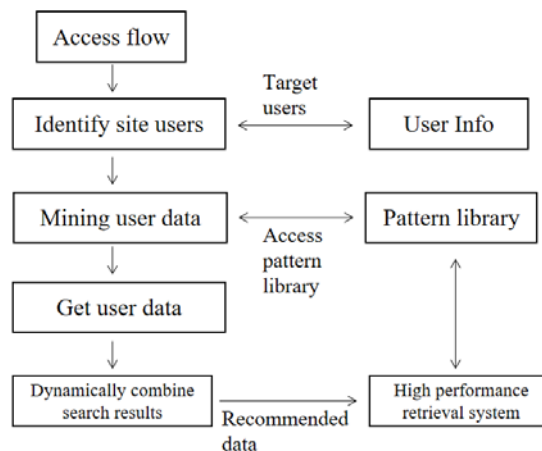 Access flow
Target
users
Identify site users
User Info
Mining user data
Pattern library
Access
pattern
library
Get user data
Dynamically combine
search results
High performance
retrieval system
Recommended
data